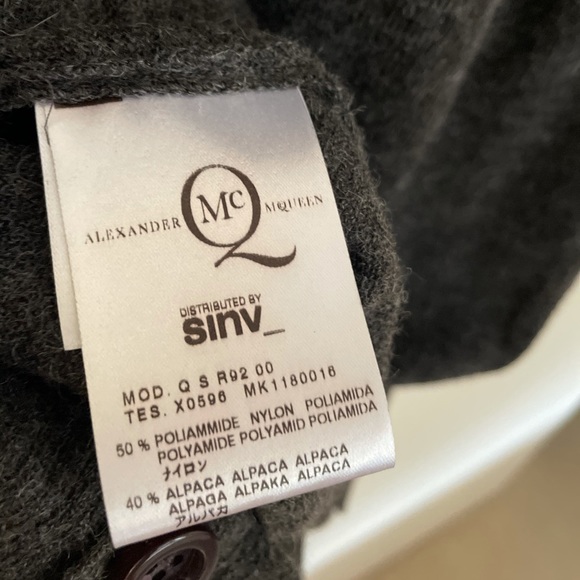 ALEXANDER McQ MQUEEN
DISTRIBUTED BY
sinv_
MOD. Q S R92 00
TES. X0596 MK1180016
50 % POLIAMMIDE NYLON POLIAMIDA
POLYAMIDE POLYAMID POLIAMIDA
ナイロン
40 % ALPACA ALPACA ALPACA
ALPAGA ALPAKA ALPACA
アルパカ